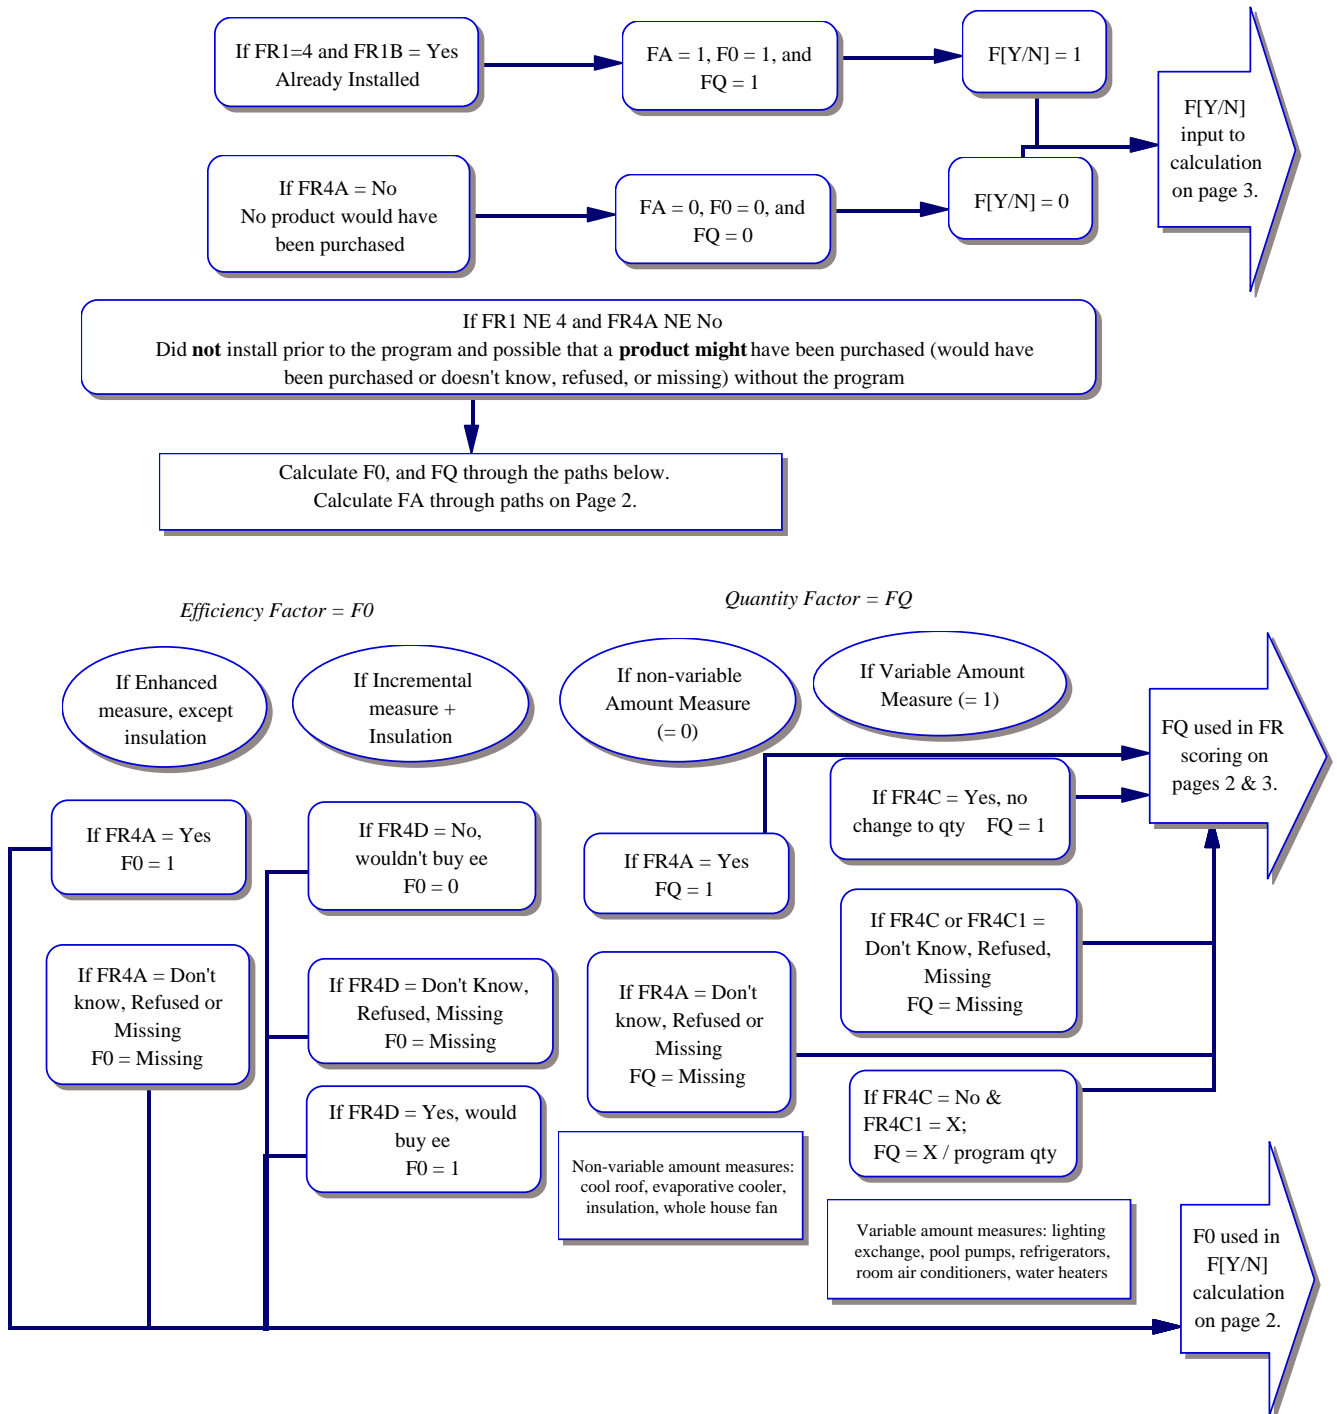 If FR1=4 and FR1B = Yes
Already Installed
FA = 1, F0 = 1, and
FQ = 1
F[Y/N] = 1
F[Y/N]
input to
calculation
on page 3.
If FR4A = No
No product would have
been purchased
FA = 0, F0 = 0, and
FQ = 0
F[Y/N] = 0
If FR1 NE 4 and FR4A NE No
Did not install prior to the program and possible that a product might have been purchased (would have
been purchased or doesn't know, refused, or missing) without the program
Calculate F0, and FQ through the paths below.
Calculate FA through paths on Page 2.
Efficiency Factor = F0
Quantity Factor = FQ
If Enhanced
measure, except
insulation
If Incremental
measure +
Insulation
If non-variable
Amount Measure
(= 0)
If Variable Amount
Measure (= 1)
FQ used in FR
scoring on
pages 2 & 3.
If FR4A = Yes
F0 = 1
If FR4D = No,
wouldn't buy ee
F0 = 0
If FR4A = Yes
FQ = 1
If FR4C = Yes, no
change to qty FQ = 1
If FR4A = Don't
know, Refused or
Missing
F0 = Missing
If FR4D = Don't Know,
Refused, Missing
F0 = Missing
If FR4A = Don't
know, Refused or
Missing
FQ = Missing
If FR4C or FR4C1 =
Don't Know, Refused,
Missing
FQ = Missing
If FR4D = Yes, would
buy ee
F0 = 1
If FR4C = No &
FR4C1 = X;
FQ = X / program qty
Non-variable amount measures:
cool roof, evaporative cooler,
insulation, whole house fan
Variable amount measures: lighting
exchange, pool pumps, refrigerators,
room air conditioners, water heaters
F0 used in
F[Y/N]
calculation
on page 2.